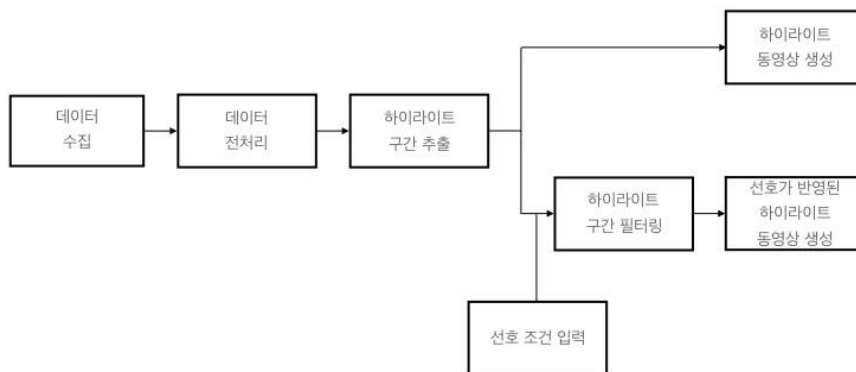 하이라이트
동영상 생성
데이터
수집
데이터
전처리
하이라이트
구간 추출
하이라이트
구간 필터링
선호가 반영된
하이라이트
동영상 생성
선호 조건 입력